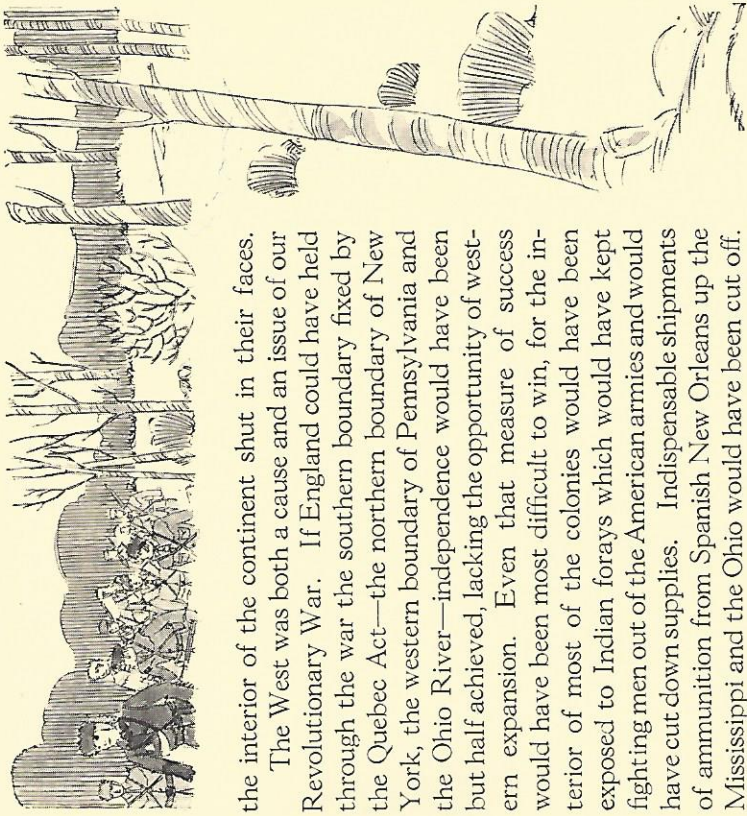 the interior of the continent shut in their faces.
The West was both a cause and an issue of our
Revolutionary War. If England could have held
through the war the southern boundary fixed by
the Quebec Act—the northern boundary of New
York, the western boundary of Pennsylvania and
the Ohio River—independence would have been
but half achieved, lacking the opportunity of west-
ern expansion. Even that measure of success
would have been most difficult to win, for the in-
terior of most of the colonies would have been
exposed to Indian forays which would have kept
fighting men out of the American armies and would
have cut down supplies. Indispensable shipments
of ammunition from Spanish New Orleans up the
Mississippi and the Ohio would have been cut off.